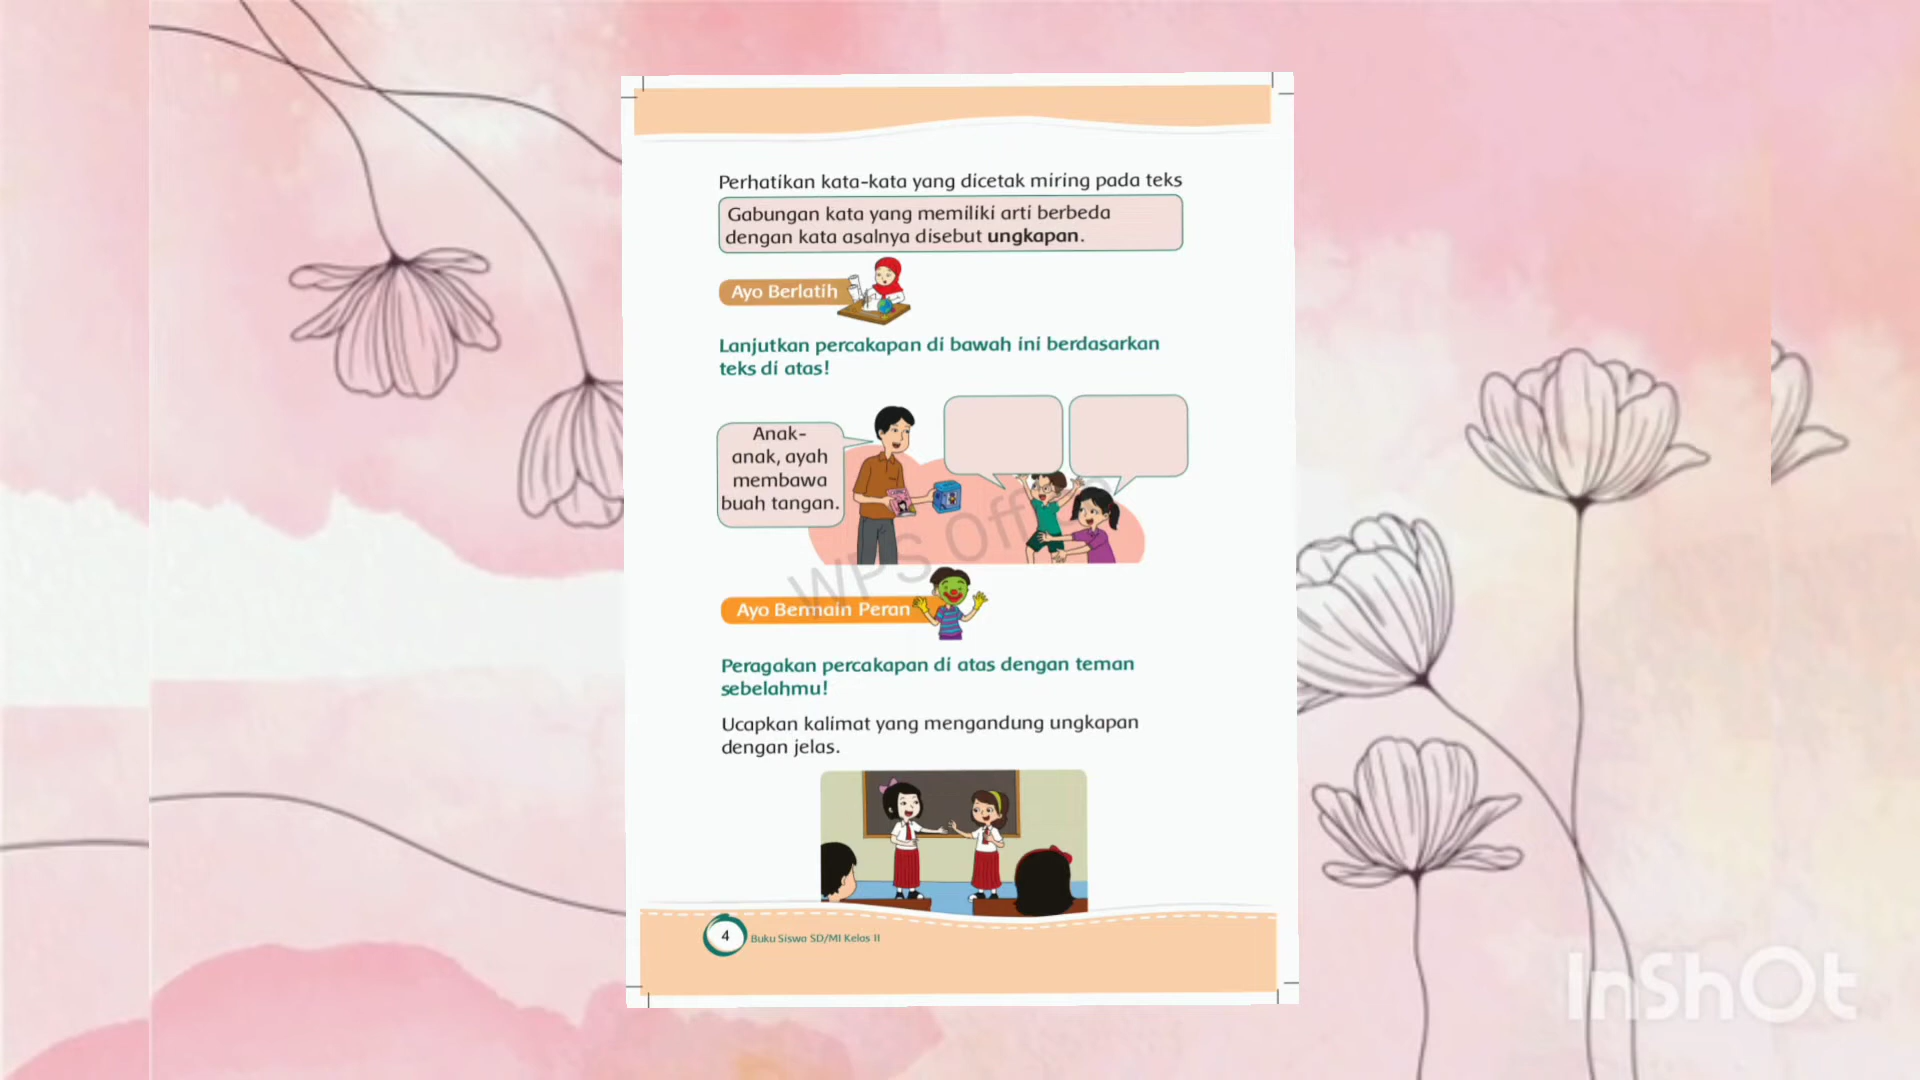 Perhatikan kata-kata yang dicetak miring pada teks
Gabungan kata yang memiliki arti berbeda
dengan kata asalnya disebut ungkapan.
Ayo Berlatih
Lanjutkan percakapan di bawah ini berdasarkan
teks di atas!
Anak-
anak, ayah
membawa
buah tangan.
WPS Office
Ayo Bermain Peran
Peragakan percakapan di atas dengan teman
sebelahmu!
Ucapkan kalimat yang mengandung ungkapan
dengan jelas.
4
Buku Siswa SD/MI Kelas II
InShOt